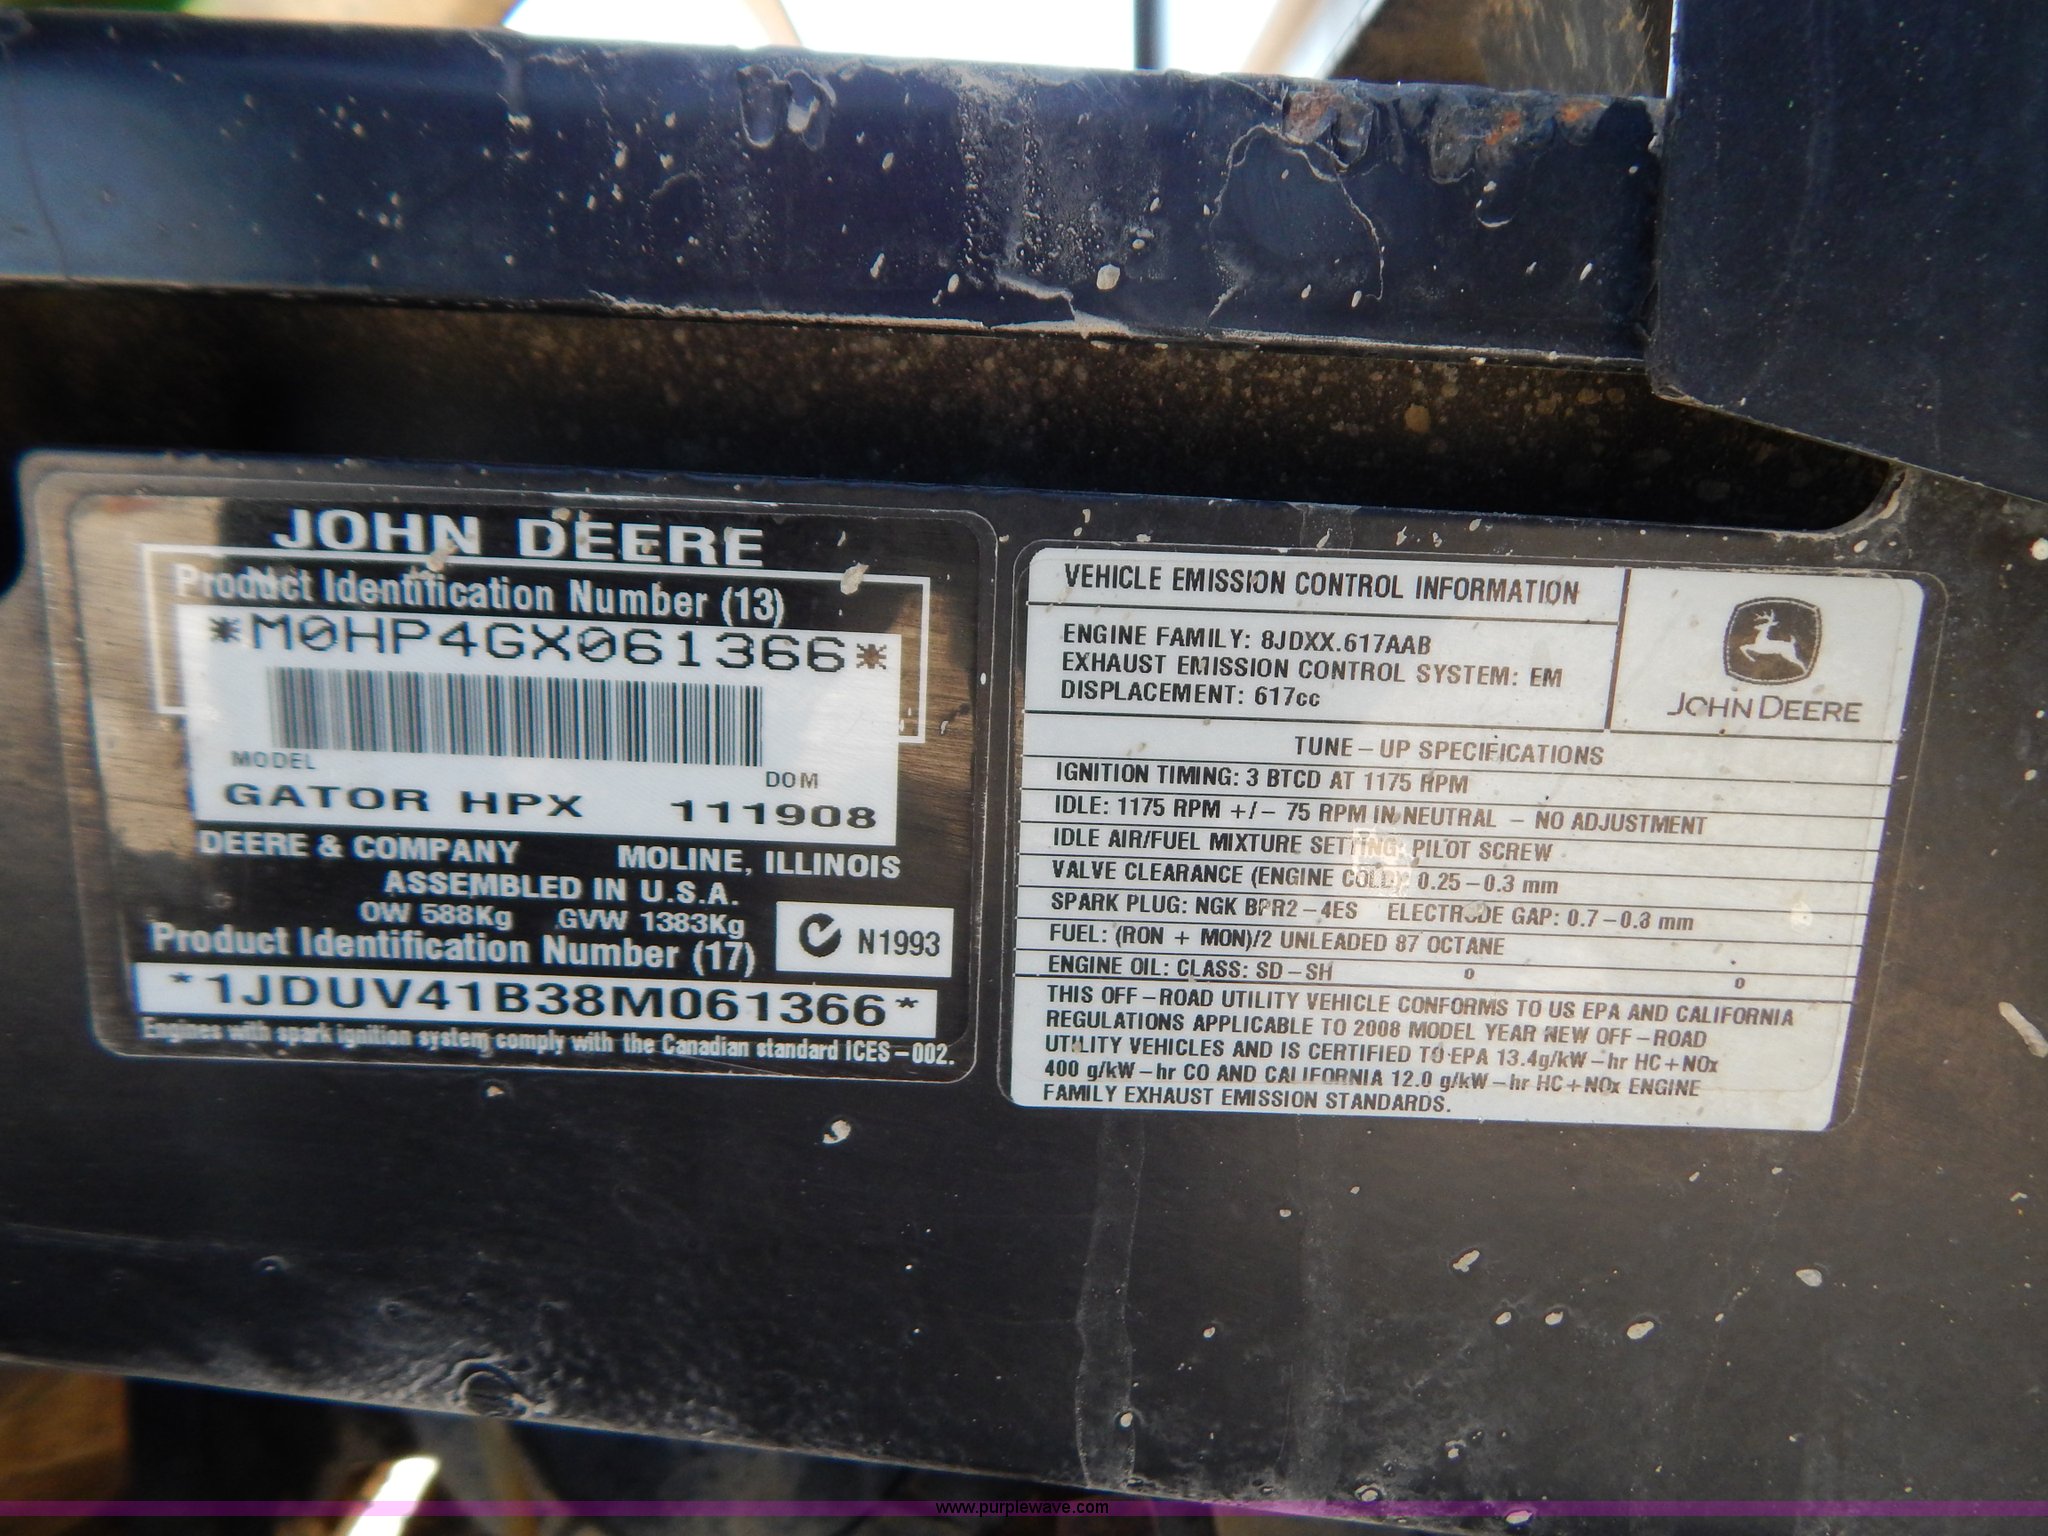 JOHN DEERE
Product Identification Number (13)
*M0HP4GX061366*
MODEL
DOM
GATOR HPX 111908
DEERE & COMPANY MOLINE, ILLINOIS
ASSEMBLED IN U.S.A.
OW 588Kg GVW 1383Kg
N1993
Product Identification Number (17)
*1JDUV41B38M061366*
Engines with spark ignition system comply with the Canadian standard ICES-002.
VEHICLE EMISSION CONTROL INFORMATION
ENGINE FAMILY: 8JDXX.617AAB
EXHAUST EMISSION CONTROL SYSTEM: EM
DISPLACEMENT: 617cc
JOHN DEERE
TUNE-UP SPECIFICATIONS
IGNITION TIMING: 3 BTCD AT 1175 RPM
IDLE: 1175 RPM +/- 75 RPM IN NEUTRAL - NO ADJUSTMENT
IDLE AIR/FUEL MIXTURE SETTING: PILOT SCREW
VALVE CLEARANCE (ENGINE COLD): 0.25-0.3 mm
SPARK PLUG: NGK BPR2-4ES ELECTRODE GAP: 0.7-0.8 mm
FUEL: (RON + MON)/2 UNLEADED 87 OCTANE
ENGINE OIL: CLASS: SD-SH o o
THIS OFF-ROAD UTILITY VEHICLE CONFORMS TO US EPA AND CALIFORNIA
REGULATIONS APPLICABLE TO 2008 MODEL YEAR NEW OFF-ROAD
UTILITY VEHICLES AND IS CERTIFIED TO EPA 13.4g/kW-hr HC+NOx
400 g/kW-hr CO AND CALIFORNIA 12.0 g/kW-hr HC+NOx ENGINE
FAMILY EXHAUST EMISSION STANDARDS.
www.purplewave.com